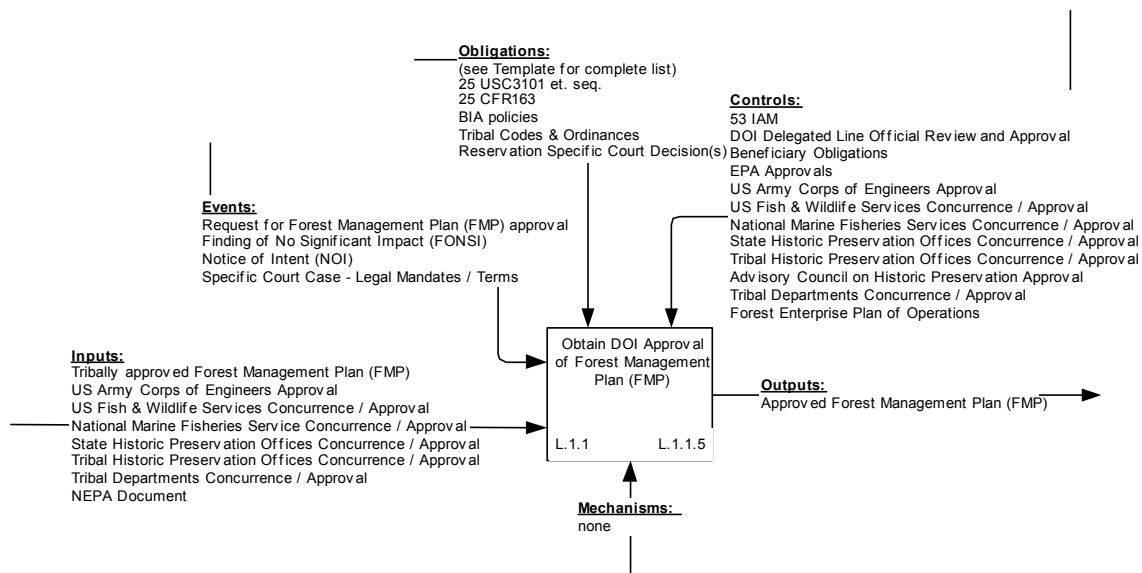 Obligations:
(see Template for complete list)
25 USC3101 et. seq.
25 CFR163
BIA policies
Tribal Codes & Ordinances
Reservation Specific Court Decision(s)
Controls:
53 IAM
DOI Delegated Line Official Review and Approval
Beneficiary Obligations
EPA Approvals
US Army Corps of Engineers Approval
US Fish & Wildlife Services Concurrence / Approval
National Marine Fisheries Services Concurrence / Approval
State Historic Preservation Offices Concurrence / Approval
Tribal Historic Preservation Offices Concurrence / Approval
Advisory Council on Historic Preservation Approval
Tribal Departments Concurrence / Approval
Forest Enterprise Plan of Operations
Events:
Request for Forest Management Plan (FMP) approval
Finding of No Significant Impact (FONSI)
Notice of Intent (NOI)
Specific Court Case - Legal Mandates / Terms
Inputs:
Tribally approved Forest Management Plan (FMP)
US Army Corps of Engineers Approval
US Fish & Wildlife Services Concurrence / Approval
National Marine Fisheries Service Concurrence / Approval
State Historic Preservation Offices Concurrence / Approval
Tribal Historic Preservation Offices Concurrence / Approval
Tribal Departments Concurrence / Approval
NEPA Document
Obtain DOI Approval
of Forest Management
Plan (FMP)
L.1.1 L.1.1.5
Outputs:
Approved Forest Management Plan (FMP)
Mechanisms:
none